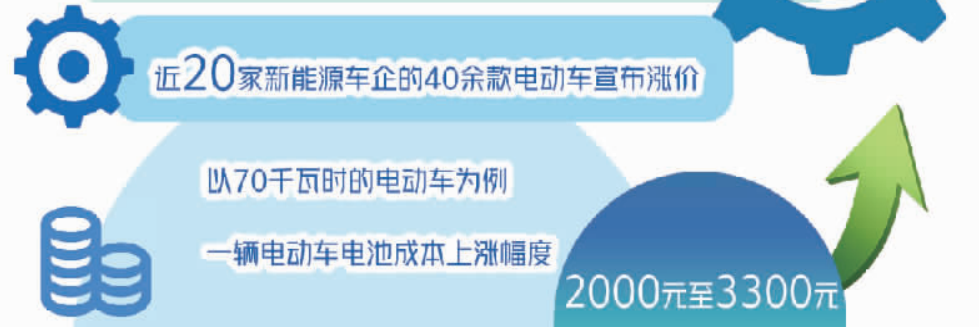 近20家新能源车企的40余款电动车宣布涨价
以70千瓦时的电动车为例
一辆电动车电池成本上涨幅度
2000元至3300元